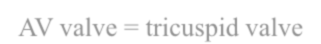 AV valve = tricuspid valve